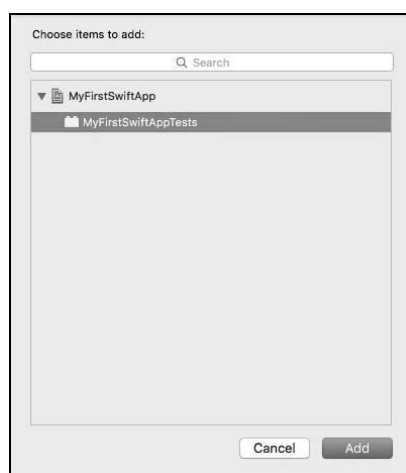 Choose items to add:
Search
MyFirstSwiftApp
MyFirstSwiftAppTests
Cancel Add